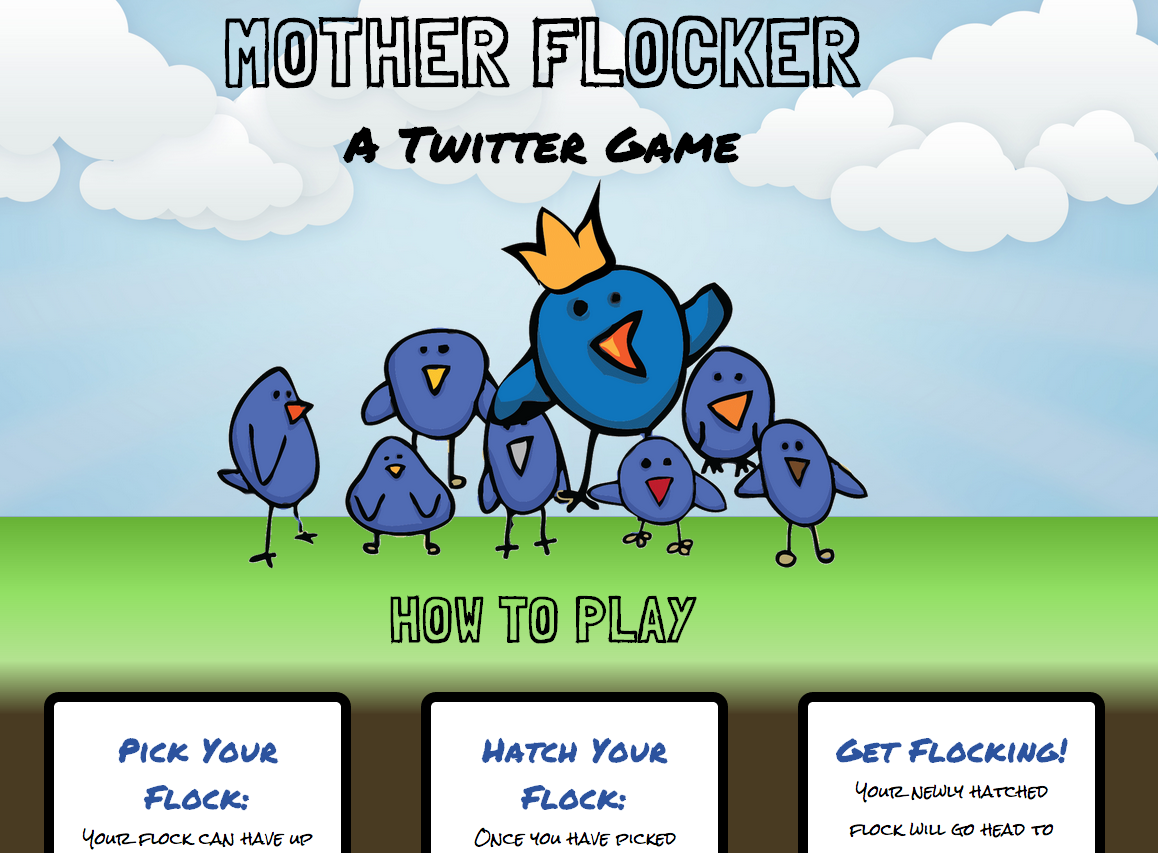 MOTHER FLOCKER
A Twitter Game
HOW TO PLAY
Pick Your
Flock:
Your flock can have up
Hatch Your
Flock:
Once you have picked
Get Flocking!
Your newly hatched
flock will go head to